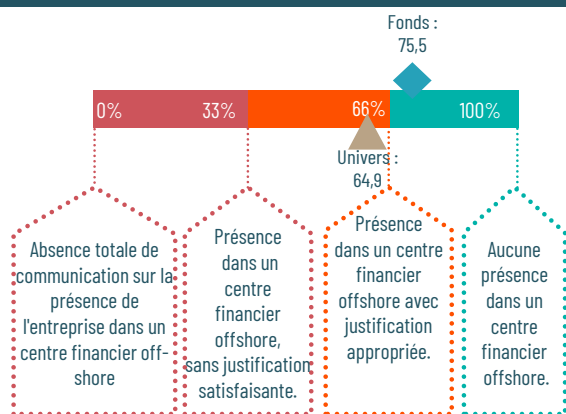 Fonds :
75,5
0%
33%
66%
100%
Univers :
64,9
Absence totale de
communication sur la
présence de
l'entreprise dans un
centre financier off-
shore
Présence
dans un
centre
financier
offshore,
sans justification
satisfaisante.
Présence
dans un centre
financier
offshore avec
justification
appropriée.
Aucune
présence
dans un
centre
financier
offshore.